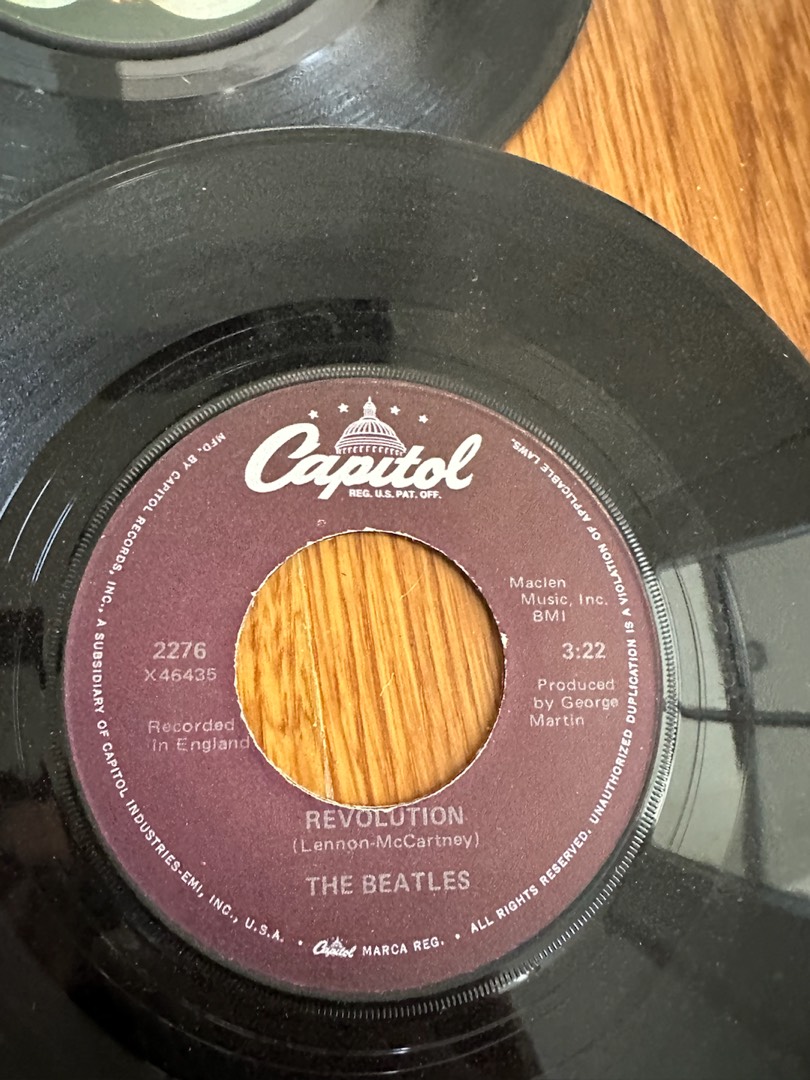 Capitol
REG. U.S. PAT. OFF.
MFD. BY CAPITOL RECORDS, INC., A SUBSIDIARY OF CAPITOL INDUSTRIES-EMI, INC., U.S.A. • Capitol MARCA REG. • ALL RIGHTS RESERVED. UNAUTHORIZED DUPLICATION IS A VIOLATION OF APPLICABLE LAWS.
Maclen
Music, Inc.
BMI
2276
X46435
3:22
Produced
by George
Martin
Recorded
In England
REVOLUTION
(Lennon-McCartney)
THE BEATLES